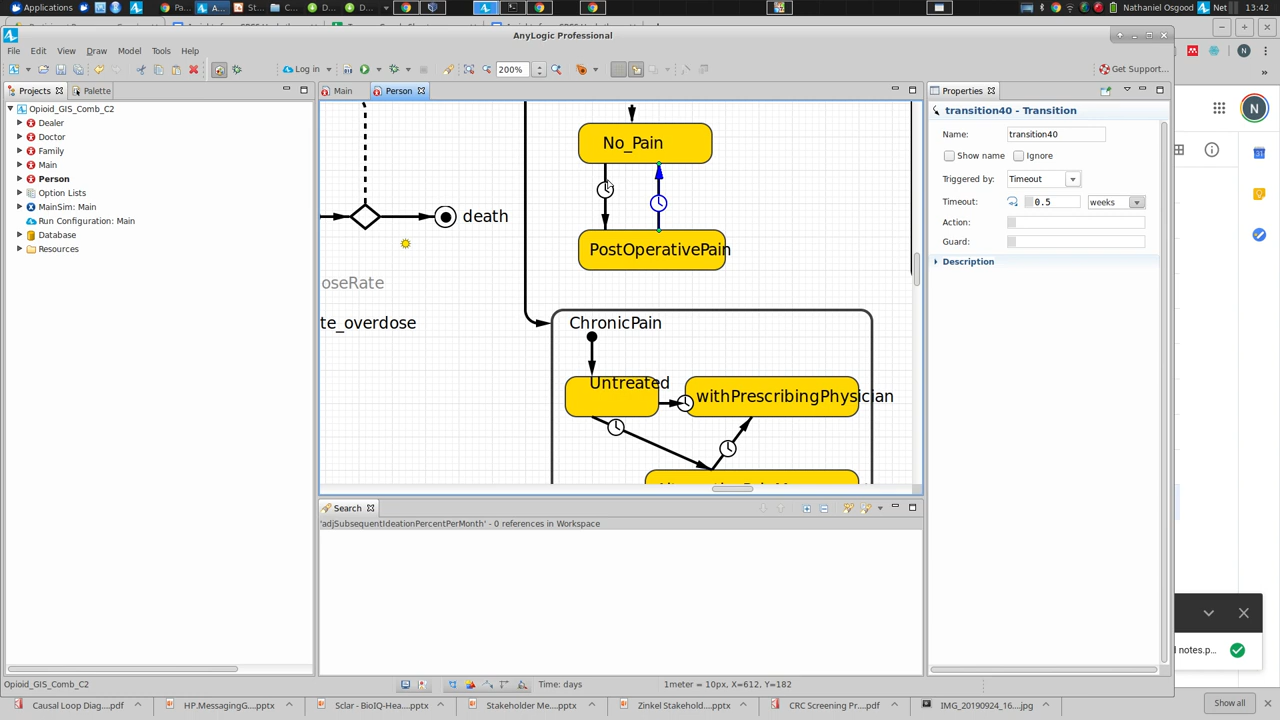 Applications
Pa...
A...
St...
C...
D...
D...
Net
Nathaniel Osgood
13:42
AnyLogic Professional
File Edit View Draw Model Tools Help
Log in
200%
Get Support...
Projects
Palette
Main
Person
Properties
Opioid_GIS_Comb_C2
Dealer
Doctor
Family
Main
Person
Option Lists
MainSim: Main
Run Configuration: Main
Database
Resources
No_Pain
PostOperativePain
death
oseRate
te_overdose
ChronicPain
Untreated
withPrescribingPhysician
transition40 - Transition
Name: transition40
Show name Ignore
Triggered by: Timeout
Timeout: 0.5 weeks
Action:
Guard:
Description
Search
'adjSubsequentIdeationPercentPerMonth' - 0 references in Workspace
N
N
l notes.p...
Opioid_GIS_Comb_C2
Time: days
1meter = 10px, X=612, Y=182
Causal Loop Diag....pdf
HP.MessagingG....pptx
Sclar - BioIQ-Hea....pptx
Stakeholder Me....pptx
Zinkel Stakehold....pptx
CRC Screening Pr....pdf
IMG_20190924_16....jpg
Show all